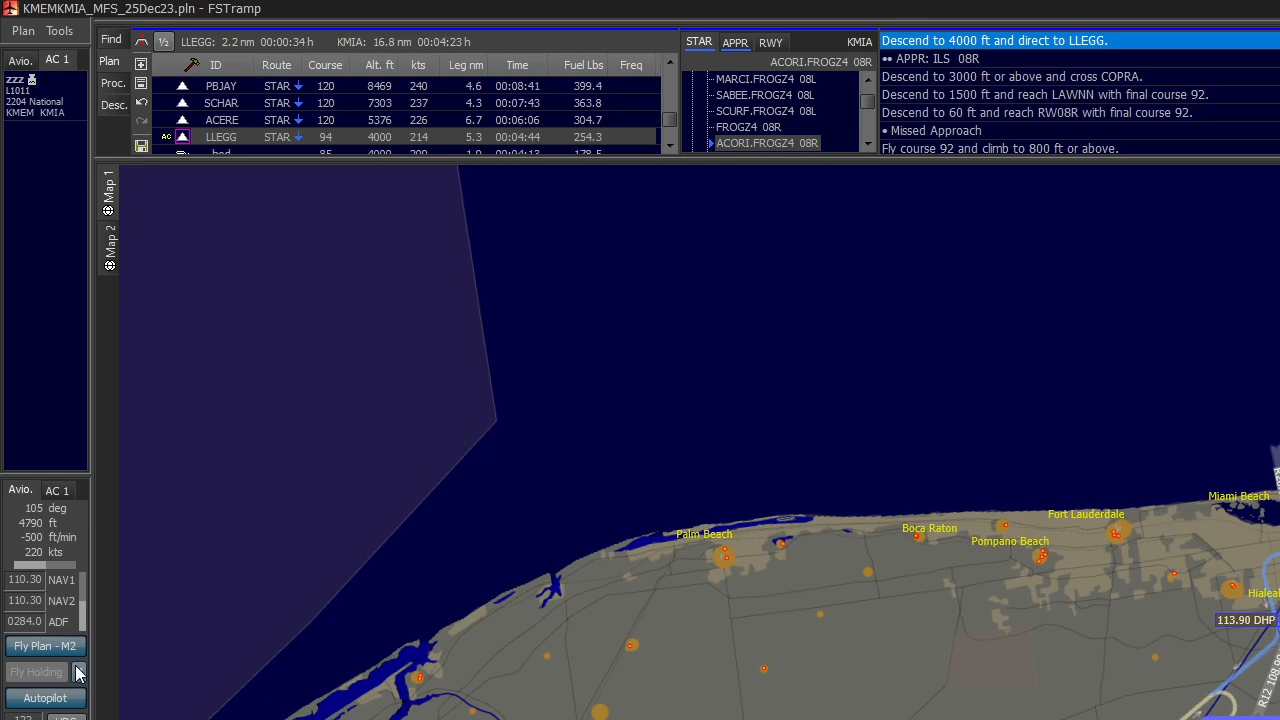 KMEMKMIA_MFS_25Dec23.pln - FSTramp
Plan Tools
Avio. AC 1
zzz
L1011
2204 National
KMEM KMIA
Find
Plan
Proc.
Desc.
½ LLEGG: 2.2 nm 00:00:34 h KMIA: 16.8 nm 00:04:23 h
ID Route Course Alt. ft kts Leg nm Time Fuel Lbs Freq
PBJAY STAR 120 8469 240 4.6 00:08:41 399.4
SCHAR STAR 120 7303 237 4.3 00:07:43 363.8
ACERE STAR 120 5376 226 6.7 00:06:06 304.7
AC LLEGG STAR 94 4000 214 5.3 00:04:44 254.3
STAR APPR RWY KMIA
ACORI.FROGZ4 08R
MARCI.FROGZ4 08L
SABEE.FROGZ4 08L
SCURF.FROGZ4 08L
FROGZ4 08R
ACORI.FROGZ4 08R
Descend to 4000 ft and direct to LLEGG.
•• APPR: ILS 08R
Descend to 3000 ft or above and cross COPRA.
Descend to 1500 ft and reach LAWNN with final course 92.
Descend to 60 ft and reach RW08R with final course 92.
• Missed Approach
Fly course 92 and climb to 800 ft or above.
Map 1
Map 2
Miami Beach
Fort Lauderdale
Boca Raton
Palm Beach
Pompano Beach
113.90 DHP
Avio. AC 1
105 deg
4790 ft
-500 ft/min
220 kts
110.30 NAV1
110.30 NAV2
0284.0 ADF
Fly Plan - M2
Fly Holding
Autopilot